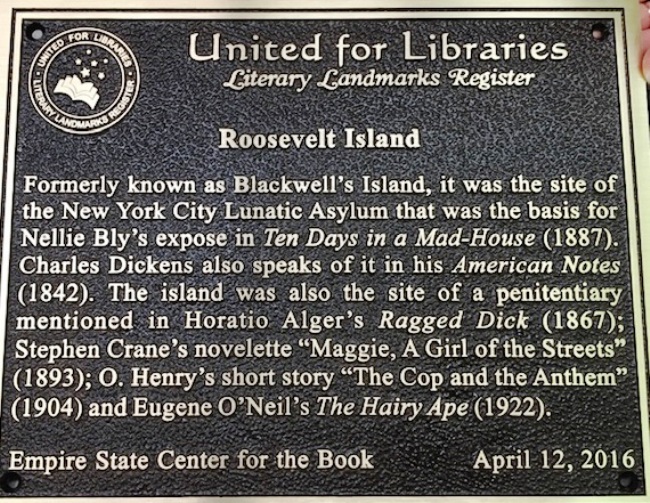 UNITED FOR LIBRARIES
LITERARY LANDMARKS REGISTER
United for Libraries
Literary Landmarks Register
Roosevelt Island
Formerly known as Blackwell's Island, it was the site of
the New York City Lunatic Asylum that was the basis for
Nellie Bly's expose in Ten Days in a Mad-House (1887).
Charles Dickens also speaks of it in his American Notes
(1842). The island was also the site of a penitentiary
mentioned in Horatio Alger's Ragged Dick (1867);
Stephen Crane's novelette "Maggie, A Girl of the Streets"
(1893); O. Henry's short story "The Cop and the Anthem"
(1904) and Eugene O'Neil's The Hairy Ape (1922).
Empire State Center for the Book April 12, 2016